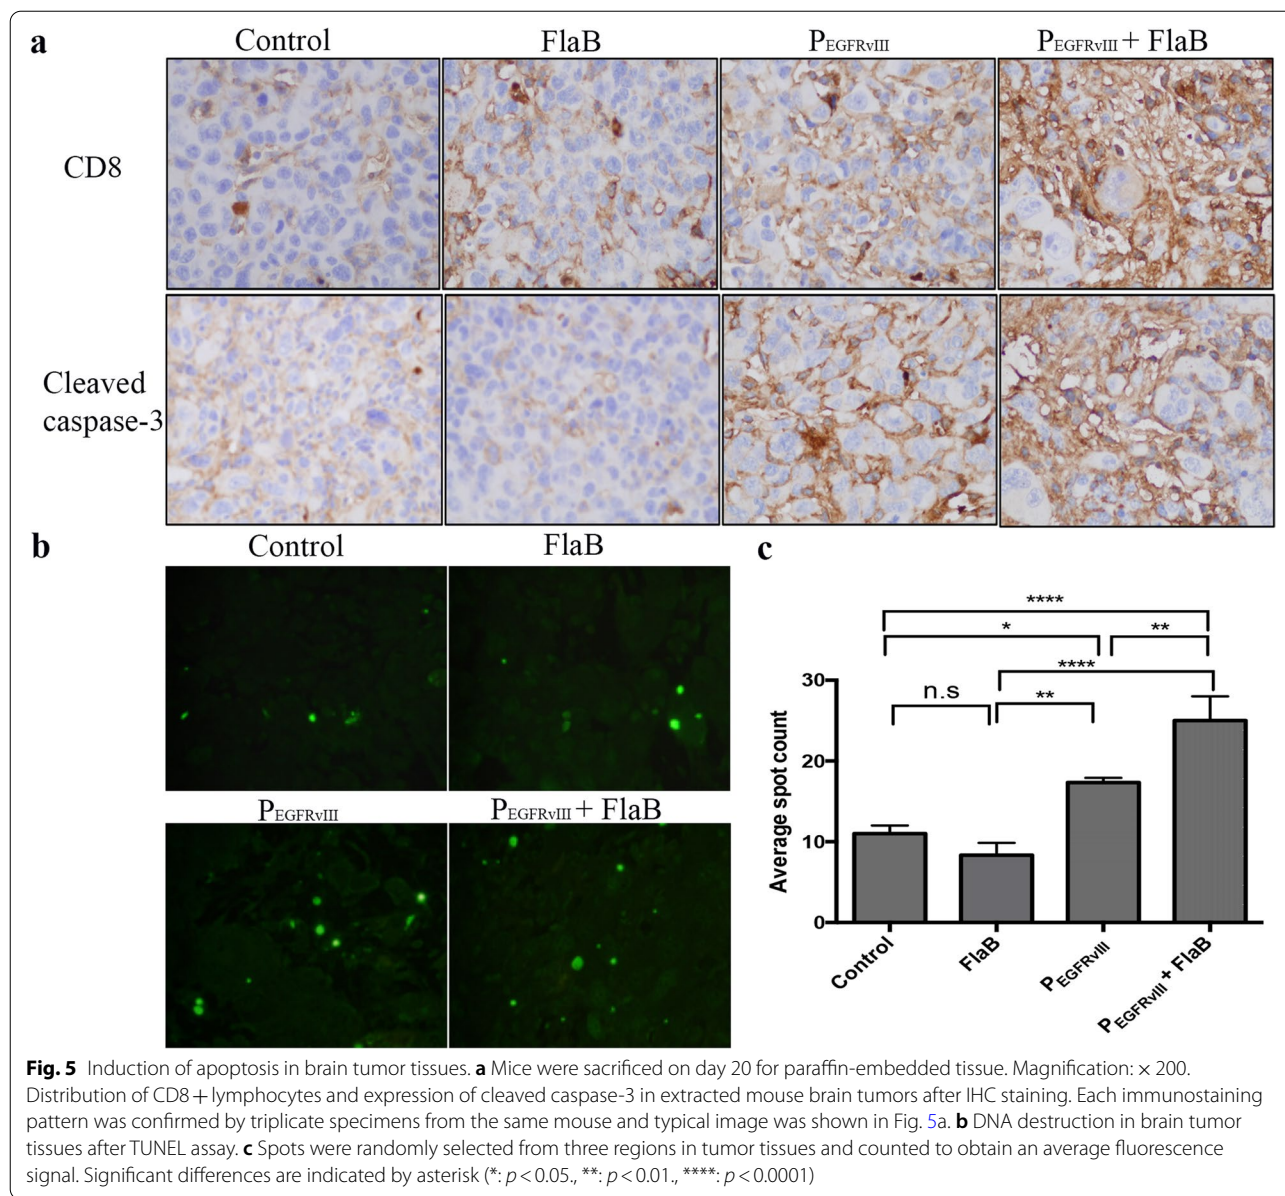 a
Control FlaB PEGFRvIII PEGFRvIII + FlaB
CD8
Cleaved
caspase-3
b
Control FlaB
PEGFRvIII PEGFRvIII + FlaB
c
****
* **
****
n.s **
30
20
10
0
Average spot count
Control FlaB PEGFRvIII PEGFRvIII + FlaB
Fig. 5 Induction of apoptosis in brain tumor tissues. a Mice were sacrificed on day 20 for paraffin-embedded tissue. Magnification: × 200.
Distribution of CD8 + lymphocytes and expression of cleaved caspase-3 in extracted mouse brain tumors after IHC staining. Each immunostaining
pattern was confirmed by triplicate specimens from the same mouse and typical image was shown in Fig. 5a. b DNA destruction in brain tumor
tissues after TUNEL assay. c Spots were randomly selected from three regions in tumor tissues and counted to obtain an average fluorescence
signal. Significant differences are indicated by asterisk (*: p < 0.05., **: p < 0.01., ****: p < 0.0001)